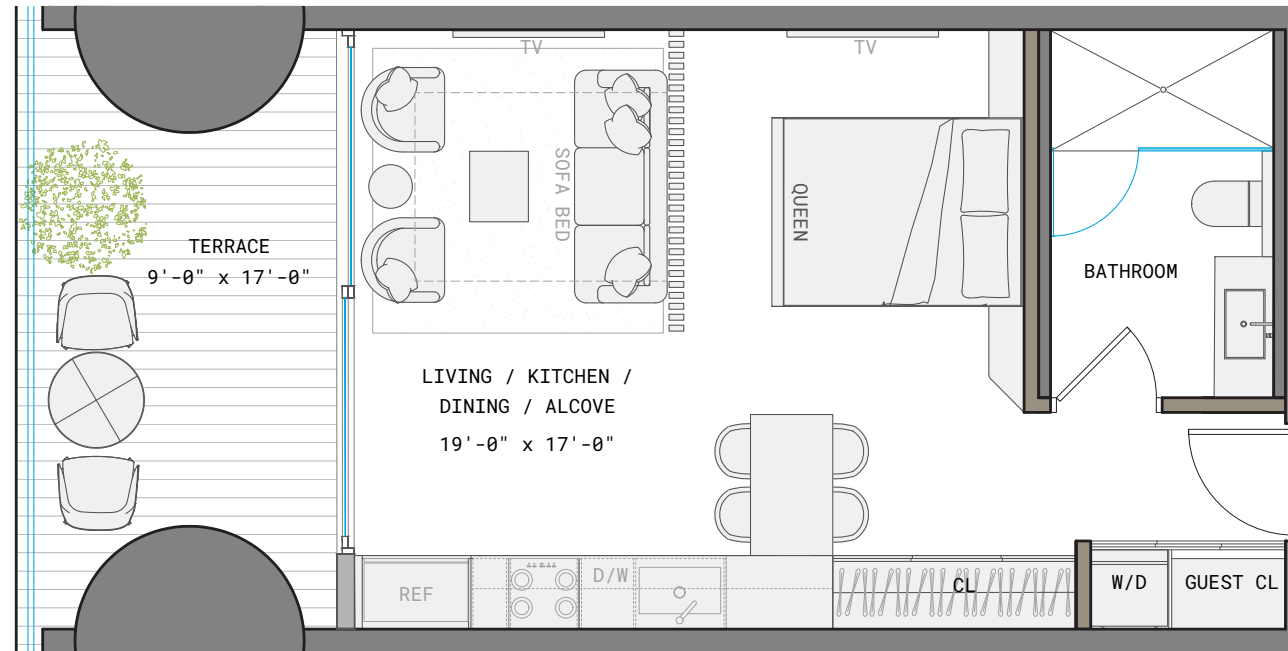 TV
TV
SOFA BED
QUEEN
TERRACE
9'-0" x 17'-0"
BATHROOM
LIVING / KITCHEN /
DINING / ALCOVE
19'-0" x 17'-0"
REF
D/W
CL
W/D
GUEST CL